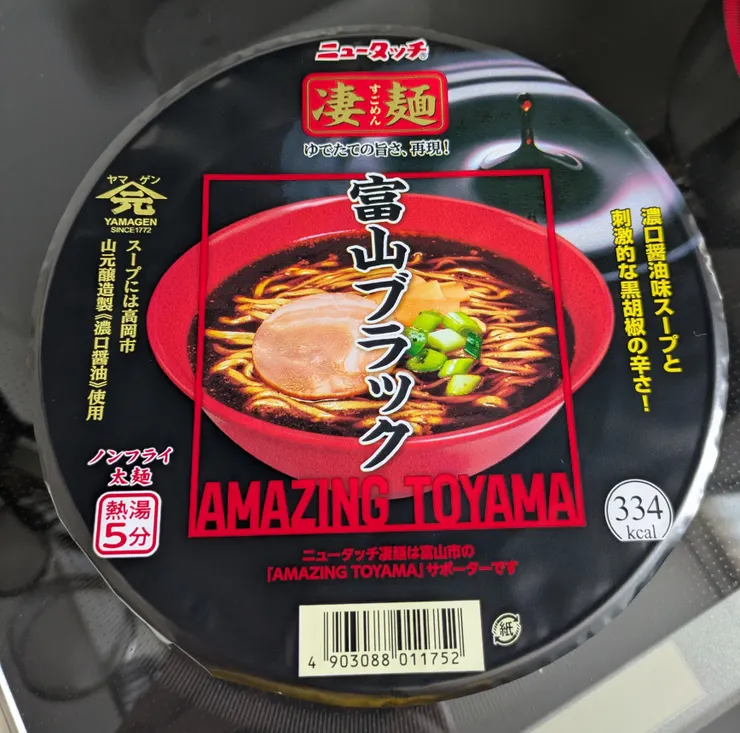 ニュータッチ®
凄麺
すごめん
ゆでたての旨さ、再現!
富山ブラック
濃口醤油味スープと
刺激的な黒胡椒の辛さ!
ヤマゲン
元
YAMAGEN
SINCE1772
スープには高岡市
山元醸造製《濃口醤油》使用
ノンフライ
太麺
熱湯
5分
AMAZING TOYAMA
334
kcal
ニュータッチ凄麺は富山市の
「AMAZING TOYAMA」サポーターです
紙
4 903088 011752